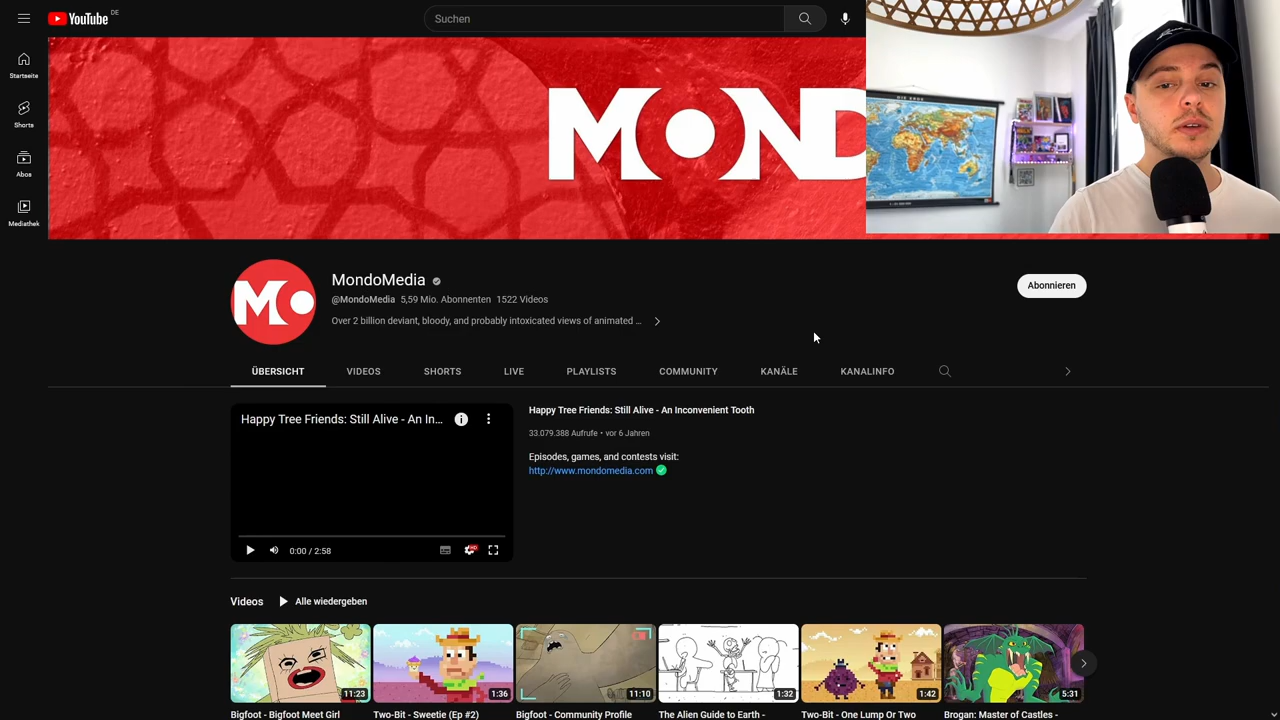 YouTube DE
Suchen
Startseite
Shorts
Abos
Mediathek
MOND
DIE ERDE
MO
MondoMedia
@MondoMedia 5,59 Mio. Abonnenten 1522 Videos
Over 2 billion deviant, bloody, and probably intoxicated views of animated ...
Abonnieren
ÜBERSICHT VIDEOS SHORTS LIVE PLAYLISTS COMMUNITY KANÄLE KANALINFO
Happy Tree Friends: Still Alive - An In...
0:00 / 2:58
HD
Happy Tree Friends: Still Alive - An Inconvenient Tooth
33.079.388 Aufrufe • vor 6 Jahren
Episodes, games, and contests visit:
http://www.mondomedia.com
Videos Alle wiedergeben
11:23
1:36
11:10
1:32
1:42
5:31
Bigfoot - Bigfoot Meet Girl
Two-Bit - Sweetie (Ep #2)
Bigfoot - Community Profile
The Alien Guide to Earth -
Two-Bit - One Lump Or Two
Brogan: Master of Castles -